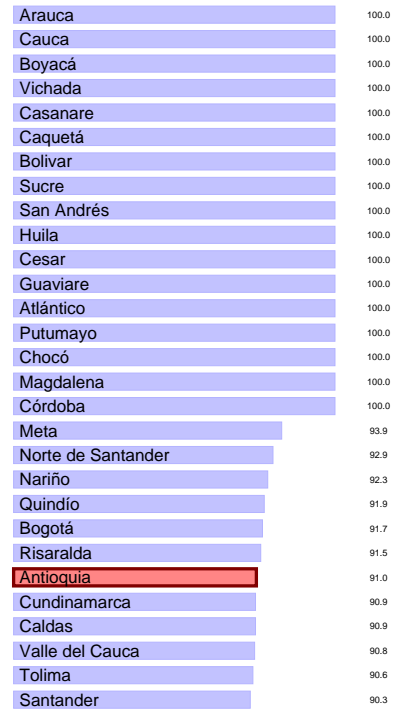 Arauca 100.0
Cauca 100.0
Boyacá 100.0
Vichada 100.0
Casanare 100.0
Caquetá 100.0
Bolivar 100.0
Sucre 100.0
San Andrés 100.0
Huila 100.0
Cesar 100.0
Guaviare 100.0
Atlántico 100.0
Putumayo 100.0
Chocó 100.0
Magdalena 100.0
Córdoba 100.0
Meta 93.9
Norte de Santander 92.9
Nariño 92.3
Quindío 91.9
Bogotá 91.7
Risaralda 91.5
Antioquia 91.0
Cundinamarca 90.9
Caldas 90.9
Valle del Cauca 90.8
Tolima 90.6
Santander 90.3